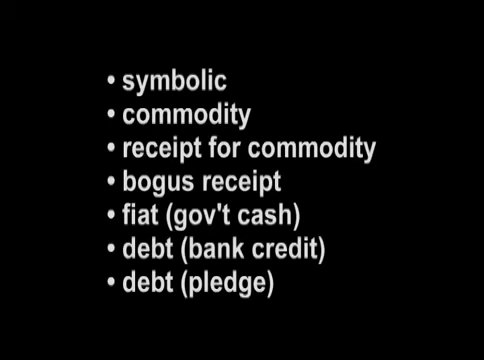 • symbolic
• commodity
• receipt for commodity
• bogus receipt
• fiat (gov't cash)
• debt (bank credit)
• debt (pledge)